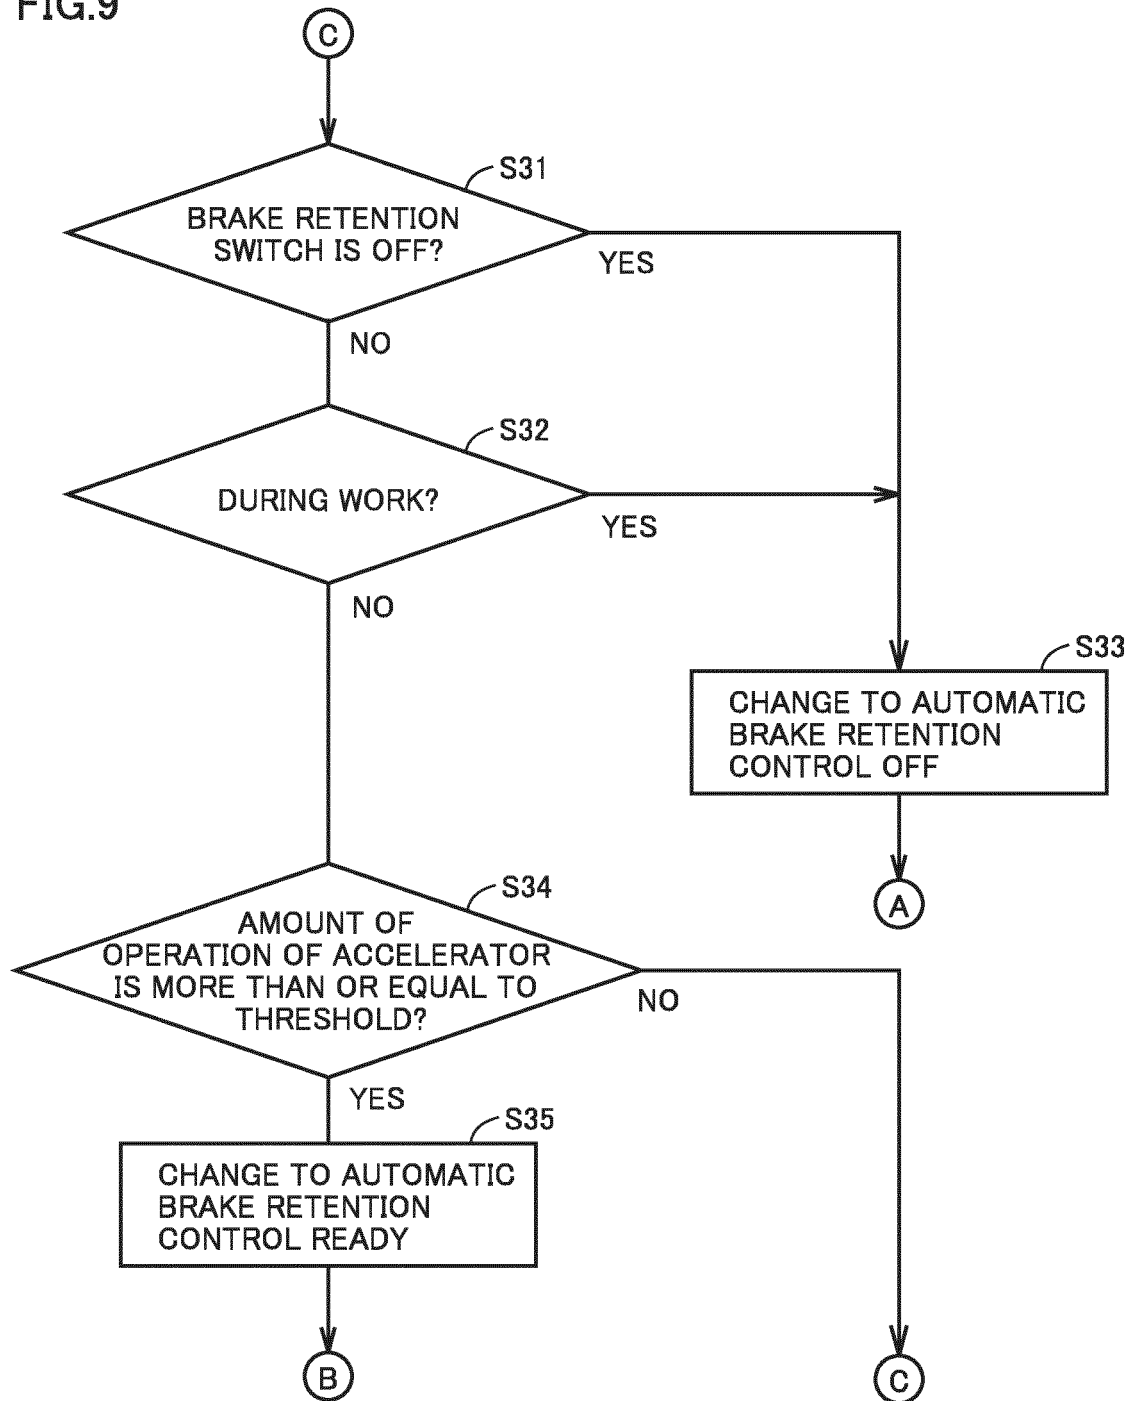 FIG.9
C
S31
BRAKE RETENTION
SWITCH IS OFF?
YES
NO
S32
DURING WORK?
YES
NO
S33
CHANGE TO AUTOMATIC
BRAKE RETENTION
CONTROL OFF
A
S34
AMOUNT OF
OPERATION OF ACCELERATOR
IS MORE THAN OR EQUAL TO
THRESHOLD?
NO
YES
S35
CHANGE TO AUTOMATIC
BRAKE RETENTION
CONTROL READY
B
C